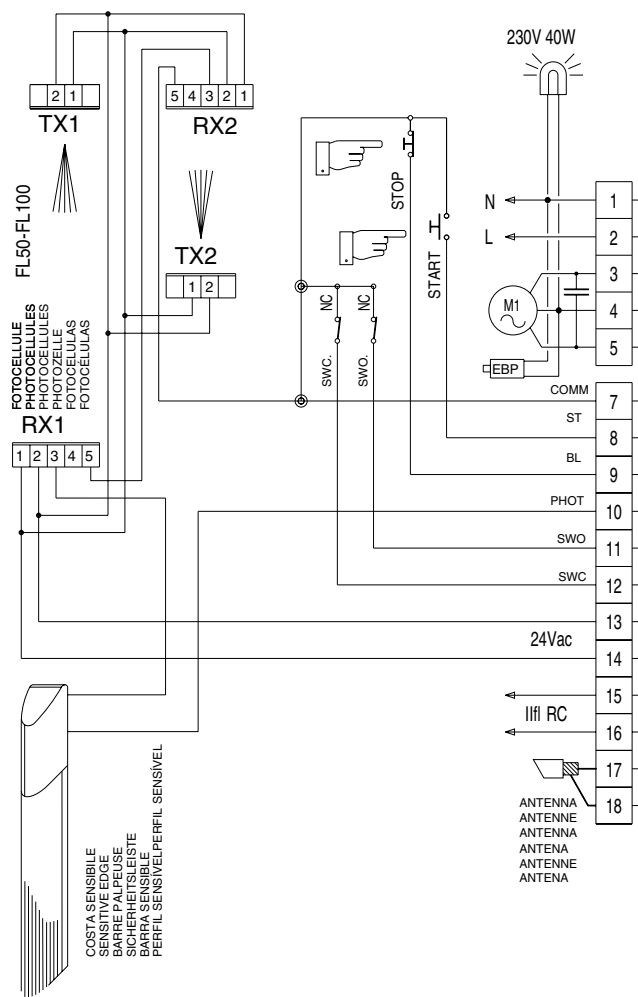 230V 40W
2 1
TX1
5 4 3 2 1
RX2
FL50-FL100
TX2
1 2
FOTOCELLULE
PHOTOCELLULES
PHOTOCELLULES
PHOTOZELLE
FOTOCELULAS
FOTOCÉLULAS
RX1
1 2 3 4 5
STOP
START
NC
NC
SWC.
SWO.
N
L
M1
EBP
1
2
3
4
5
COMM 7
ST 8
BL 9
PHOT 10
SWO 11
SWC 12
13
24Vac
14
15
IIfl RC
16
17
18
ANTENNA
ANTENNE
ANTENNA
ANTENA
ANTENNE
ANTENA
COSTA SENSIBILE
SENSITIVE EDGE
BARRE PALPEUSE
SICHERHEITSLEISTE
BARRA SENSIBLE
PERFIL SENSÍVELPERFIL SENSÍVEL